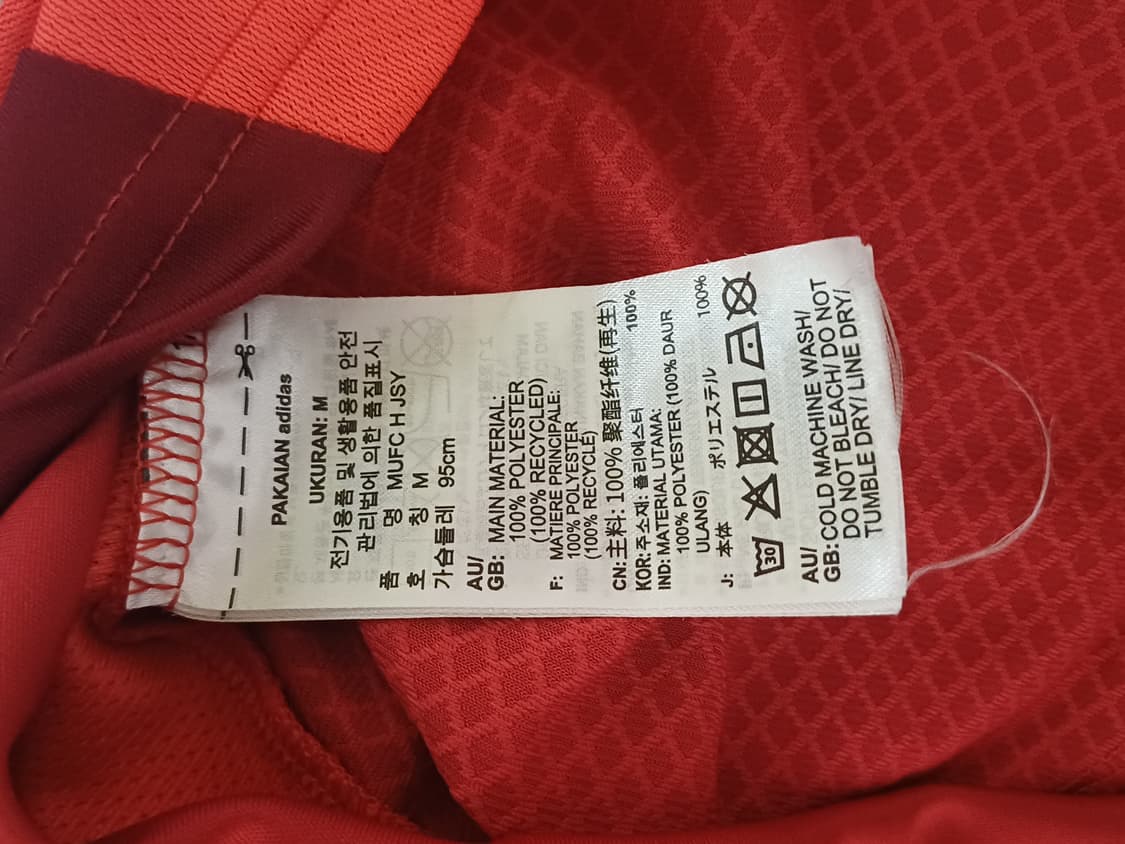 PAKAIAN adidas
UKURAN: M
전기용품 및 생활용품 안전
관리법에 의한 품질표시
품 명 MUFC H JSY
호 칭 M
가슴둘레 95cm
AU/
GB: MAIN MATERIAL:
100% POLYESTER
(100% RECYCLED)
F: MATIERE PRINCIPALE:
100% POLYESTER
(100% RECYCLÉ)
CN: 主料: 100% 聚酯纤维(再生)
KOR: 주소재: 폴리에스터 100%
IND: MATERIAL UTAMA:
100% POLYESTER (100% DAUR
ULANG)
J: 本体 ポリエステル 100%
30
AU/
GB: COLD MACHINE WASH/
DO NOT BLEACH/ DO NOT
TUMBLE DRY/ LINE DRY/